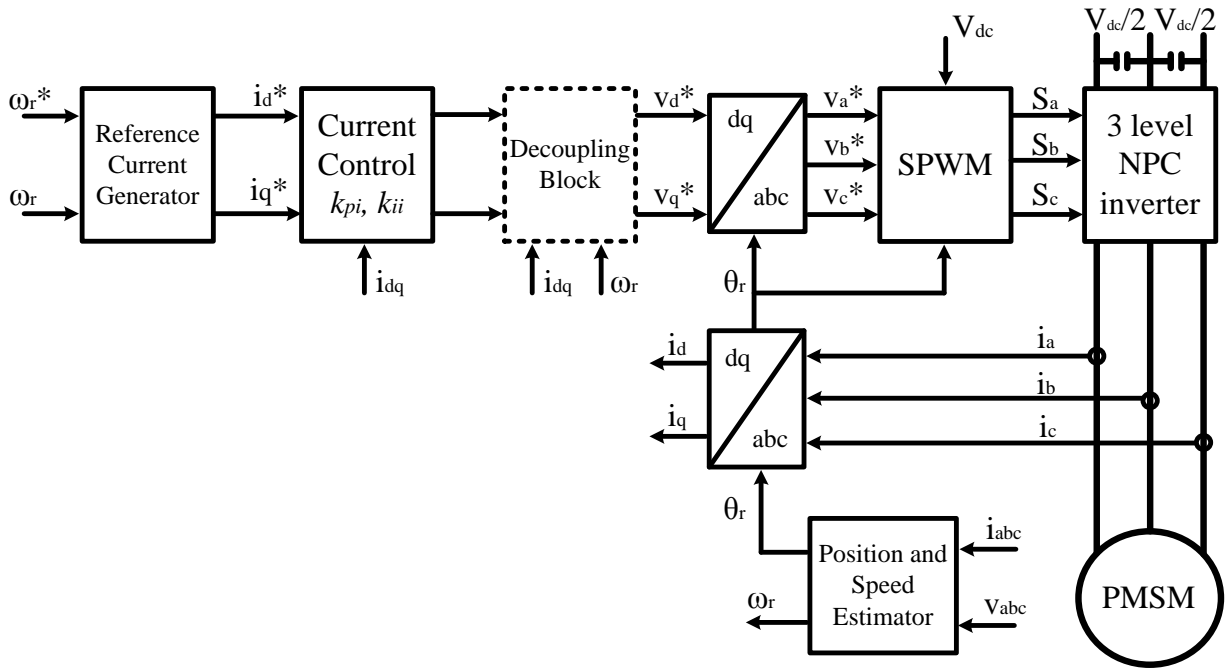 Vdc/2 Vdc/2
Vdc
ωr*
ωr
Reference
Current
Generator
id*
iq*
Current
Control
kpi, kii
idq
Decoupling
Block
idq
ωr
vd*
vq*
dq
abc
va*
vb*
vc*
SPWM
Sa
Sb
Sc
3 level
NPC
inverter
θr
id
iq
dq
abc
ia
ib
ic
θr
ωr
Position and
Speed
Estimator
iabc
vabc
PMSM